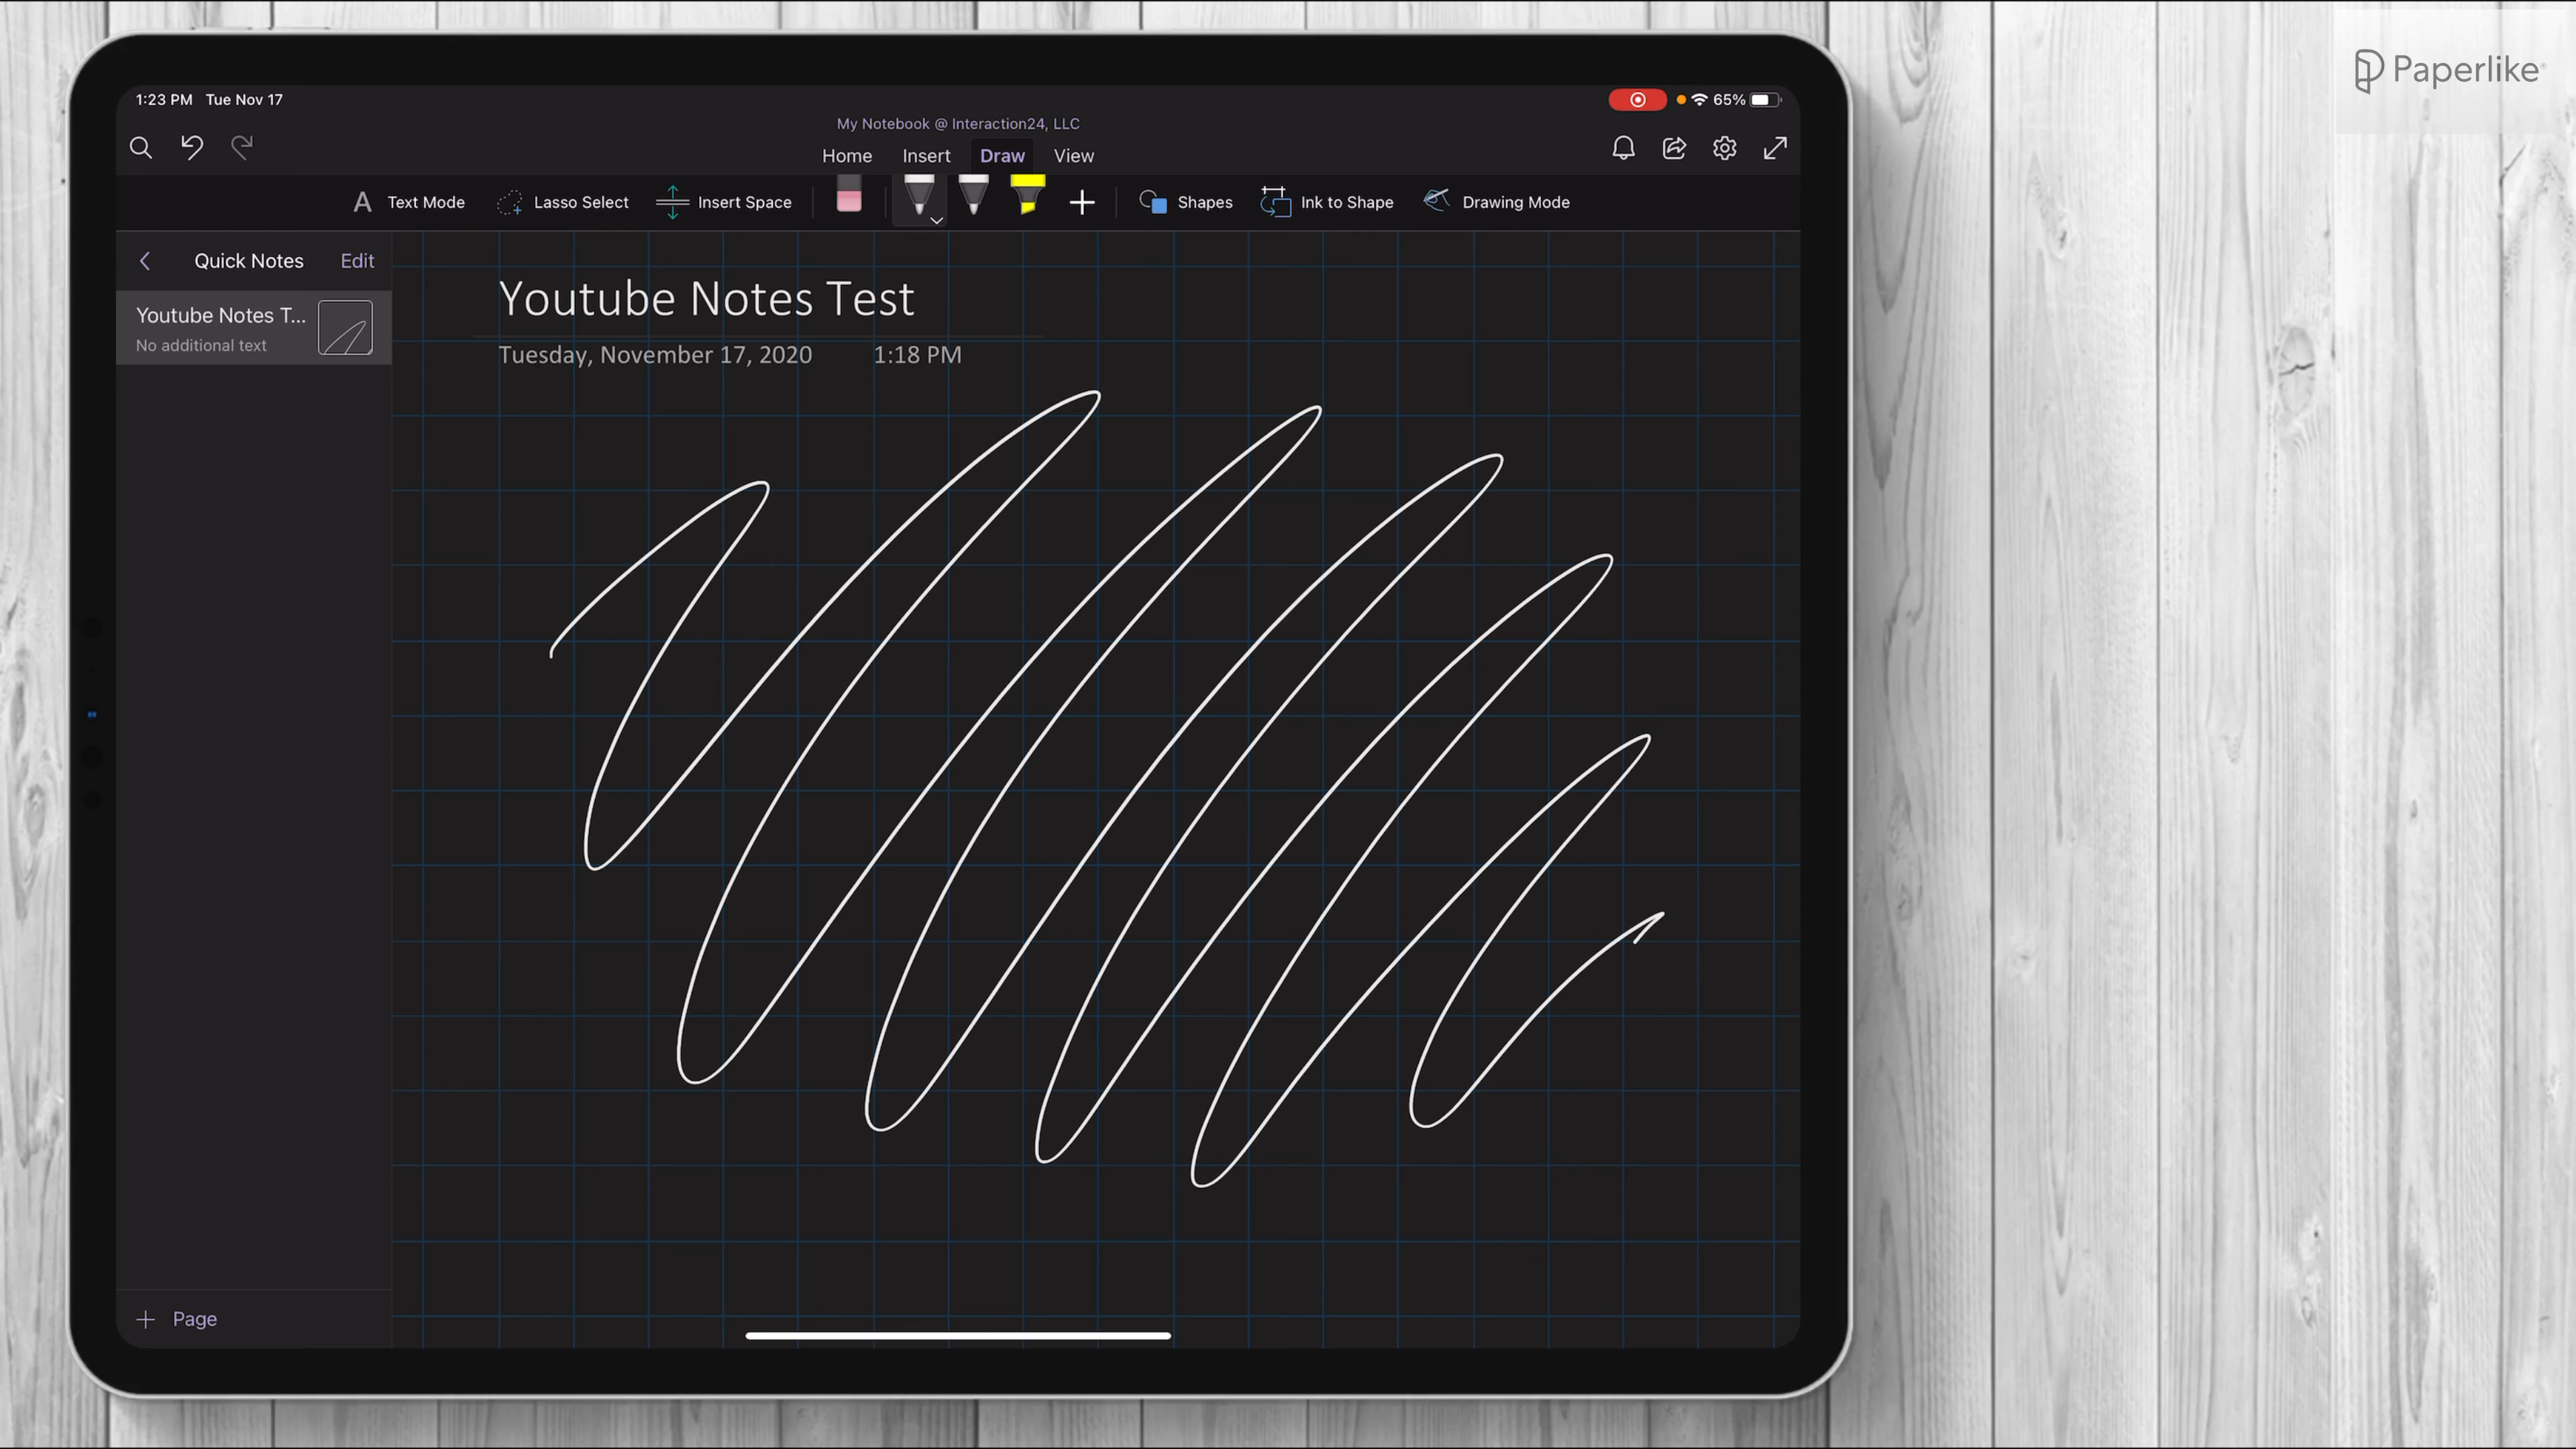 Paperlike
1:23 PM Tue Nov 17
65%
My Notebook @ Interaction24, LLC
Home Insert Draw View
A Text Mode Lasso Select Insert Space Shapes Ink to Shape Drawing Mode
Quick Notes Edit
Youtube Notes T...
No additional text
Youtube Notes Test
Tuesday, November 17, 2020 1:18 PM
+ Page